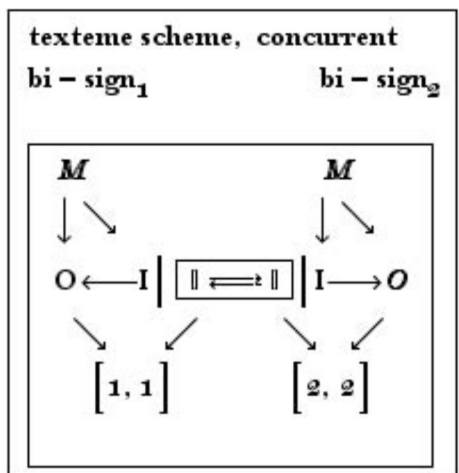 texteme scheme, concurrent
bi – sign₁ bi – sign₂
M M
↓ ↘ ↓ ↘
O ⟵ I | 𝕀 ⇌ 𝕀 | I ⟶ O
↘ ↙ ↘ ↙
[1, 1] [2, 2]